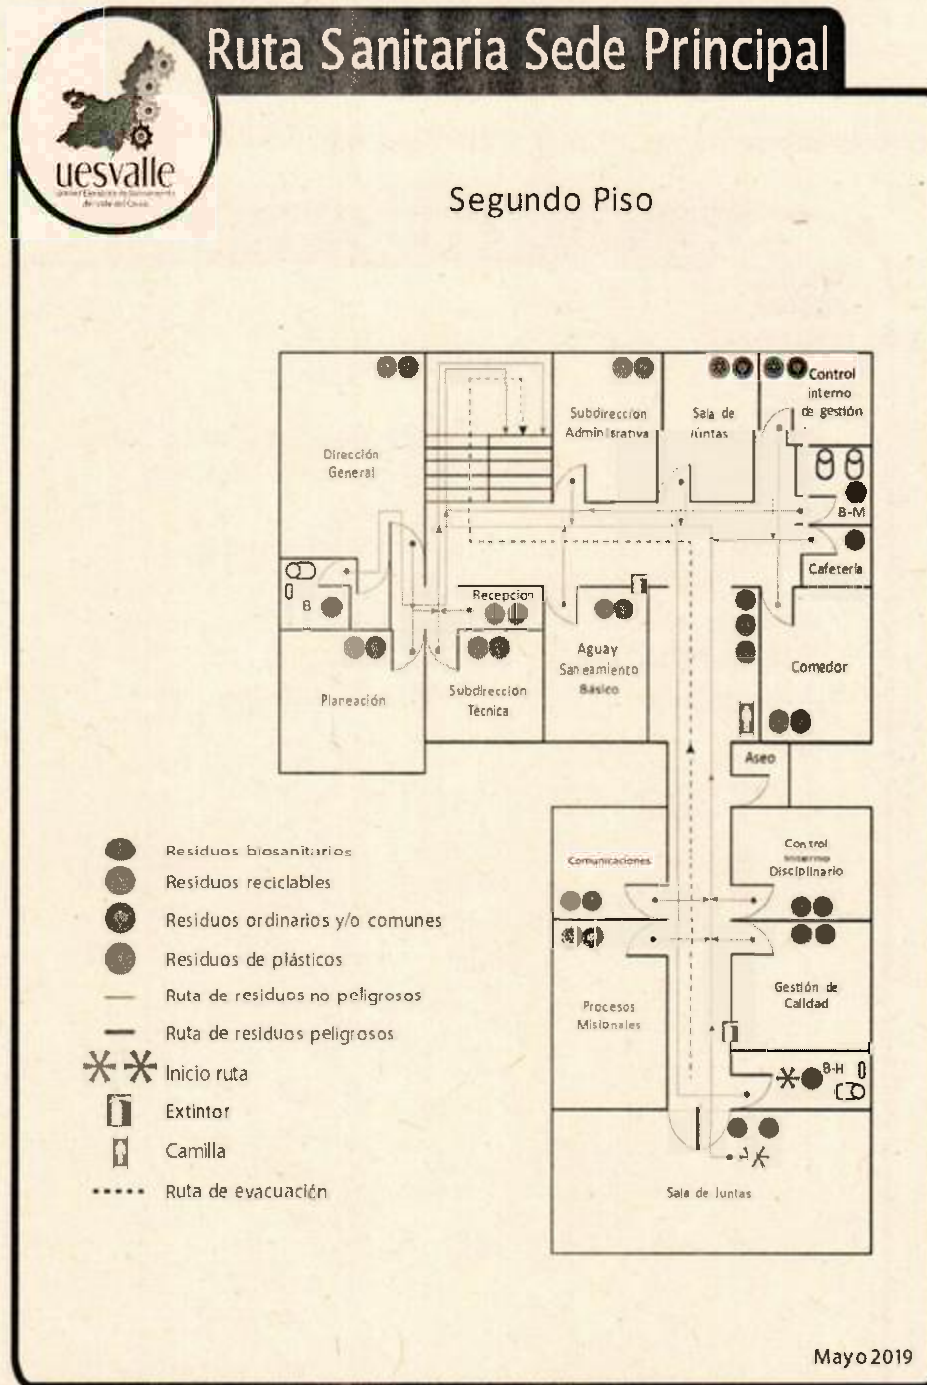 Ruta Sanitaria Sede Principal
uesvalle
Segundo Piso
Control
interno
de gestión
Subdirección
Administrativa
Sala de
Juntas
Dirección
General
B-M
Cafetería
Recepcion
B
Agua y
Saneamiento
Básico
Comedor
Planeación
Subdirección
Técnica
Aseo
Comunicaciones
Control
Interno
Disciplinario
Procesos
Misionales
Gestión de
Calidad
B-H
Sala de Juntas
Residuos biosanitarios
Residuos reciclables
Residuos ordinarios y/o comunes
Residuos de plásticos
Ruta de residuos no peligrosos
Ruta de residuos peligrosos
Inicio ruta
Extintor
Camilla
Ruta de evacuación
Mayo 2019